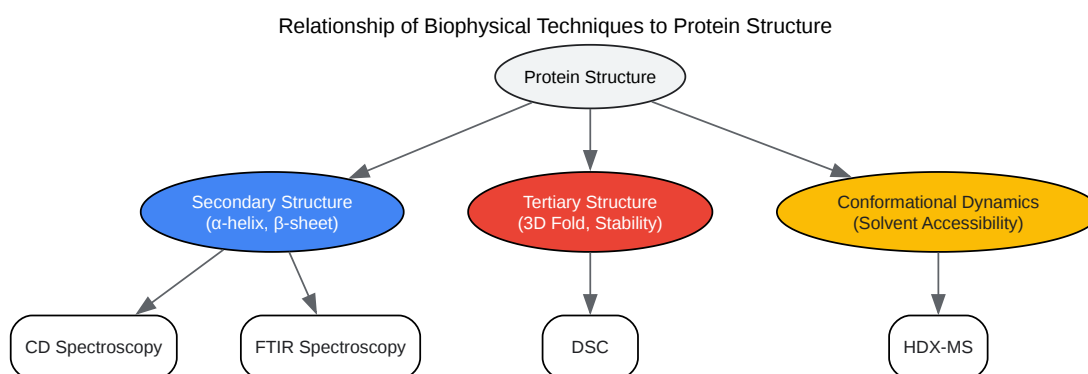 Relationship of Biophysical Techniques to Protein Structure
Protein Structure
Secondary Structure
(α-helix, β-sheet)
Tertiary Structure
(3D Fold, Stability)
Conformational Dynamics
(Solvent Accessibility)
CD Spectroscopy
FTIR Spectroscopy
DSC
HDX-MS